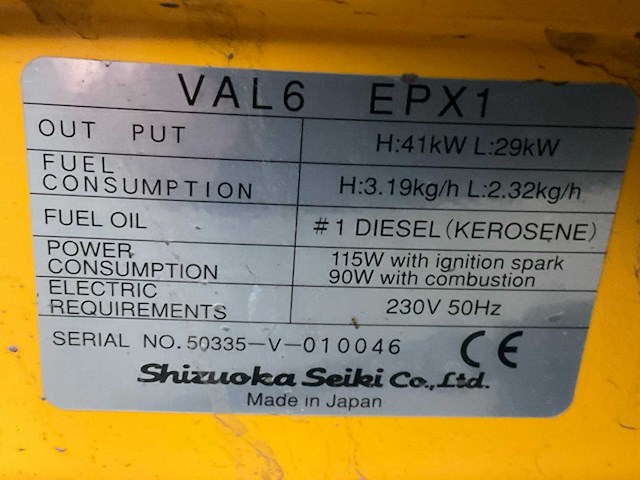 VAL6 EPX1
OUT PUT H:41kW L:29kW
FUEL
CONSUMPTION H:3.19kg/h L:2.32kg/h
FUEL OIL #1 DIESEL(KEROSENE)
POWER
CONSUMPTION 115W with ignition spark
90W with combustion
ELECTRIC
REQUIREMENTS 230V 50Hz
SERIAL NO. 50335-V-010046 CE
Shizuoka Seiki Co.,Ltd.
Made in Japan